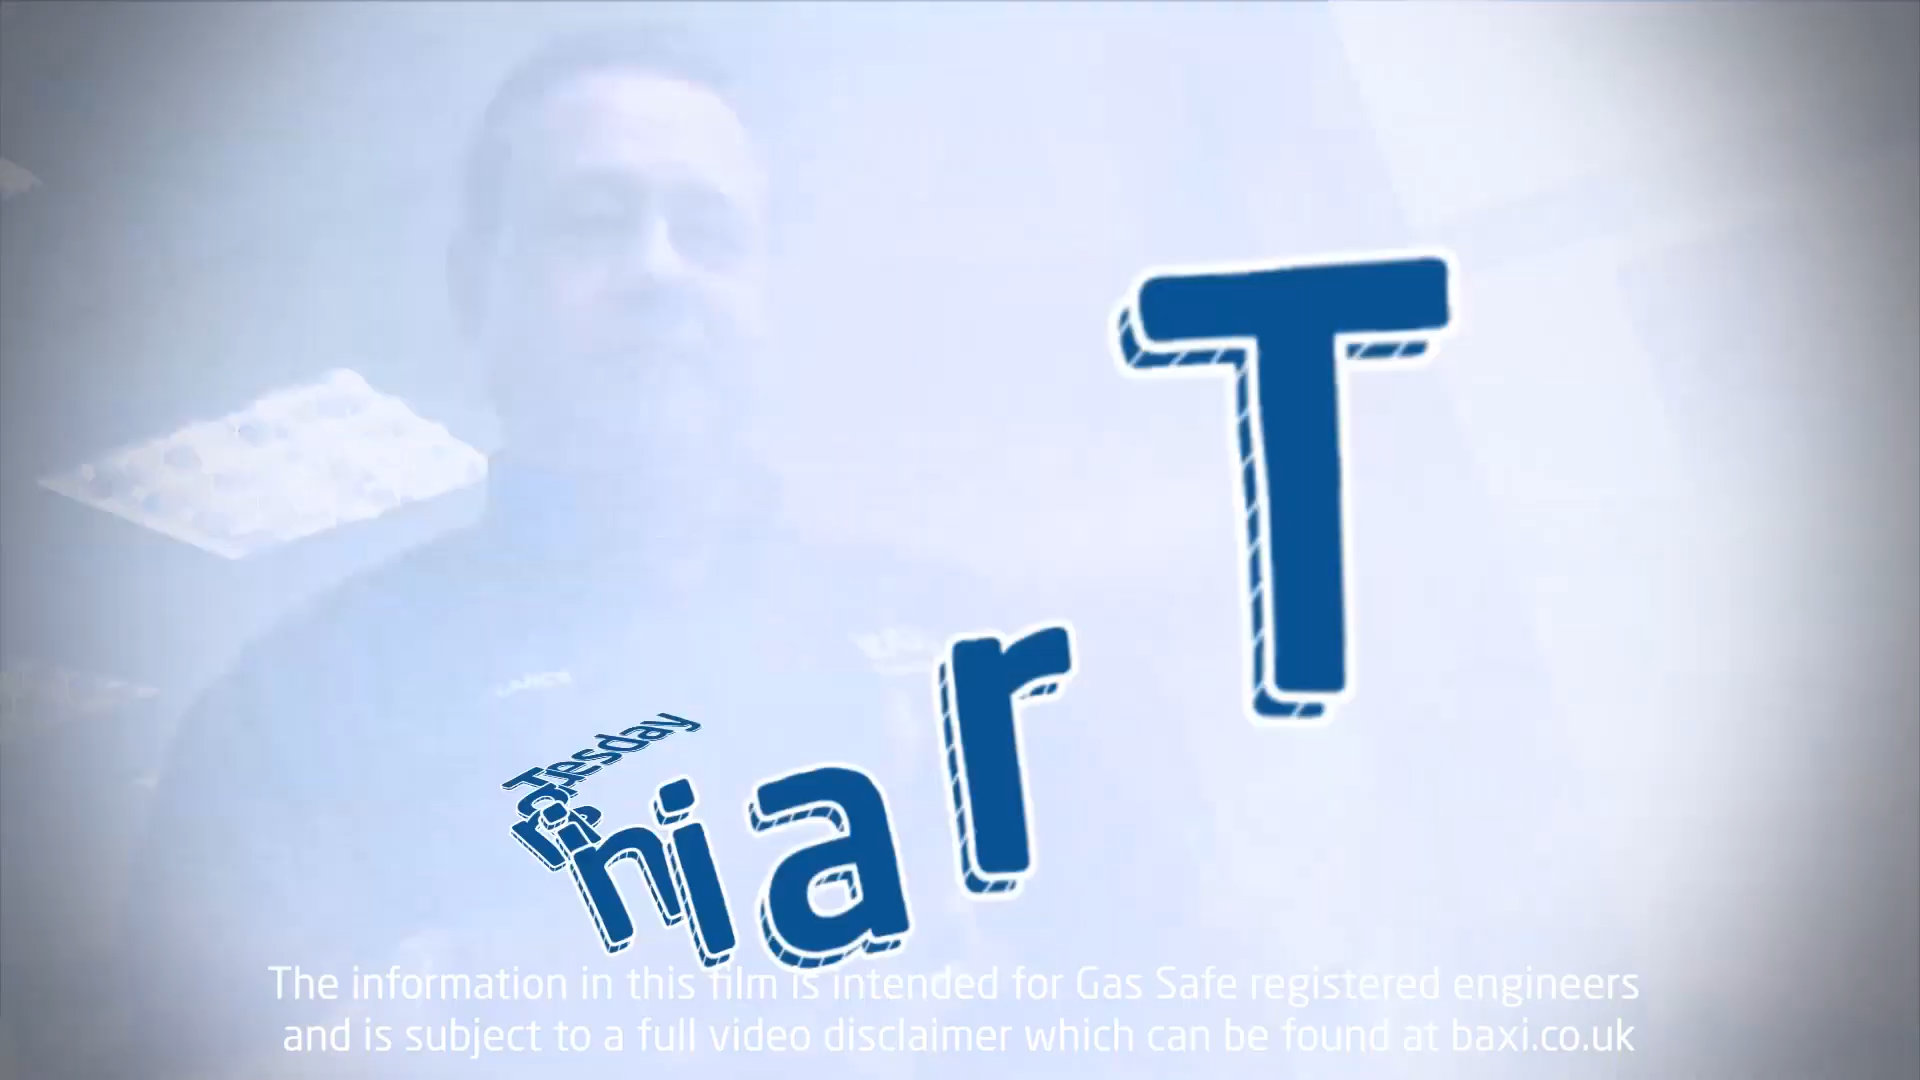 Training
Tuesday
The information in this film is intended for Gas Safe registered engineers
and is subject to a full video disclaimer which can be found at baxi.co.uk